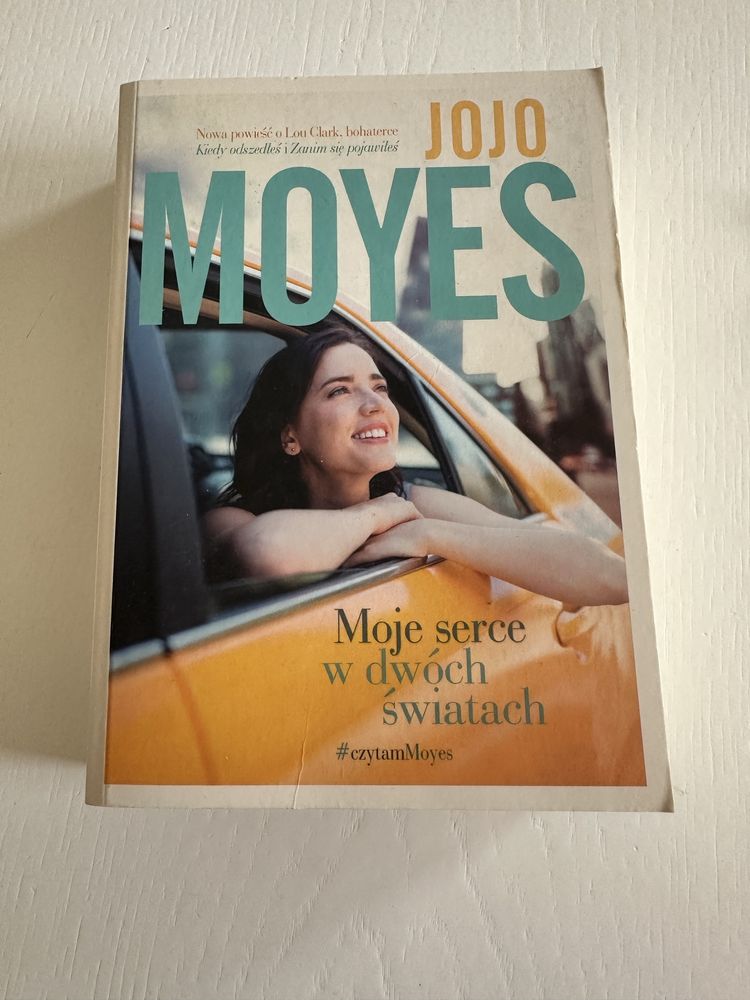 Nowa powieść o Lou Clark, bohaterce
Kiedy odszedłeś i Zanim się pojawiłeś
JOJO
MOYES
Moje serce
w dwóch
światach
#czytamMoyes